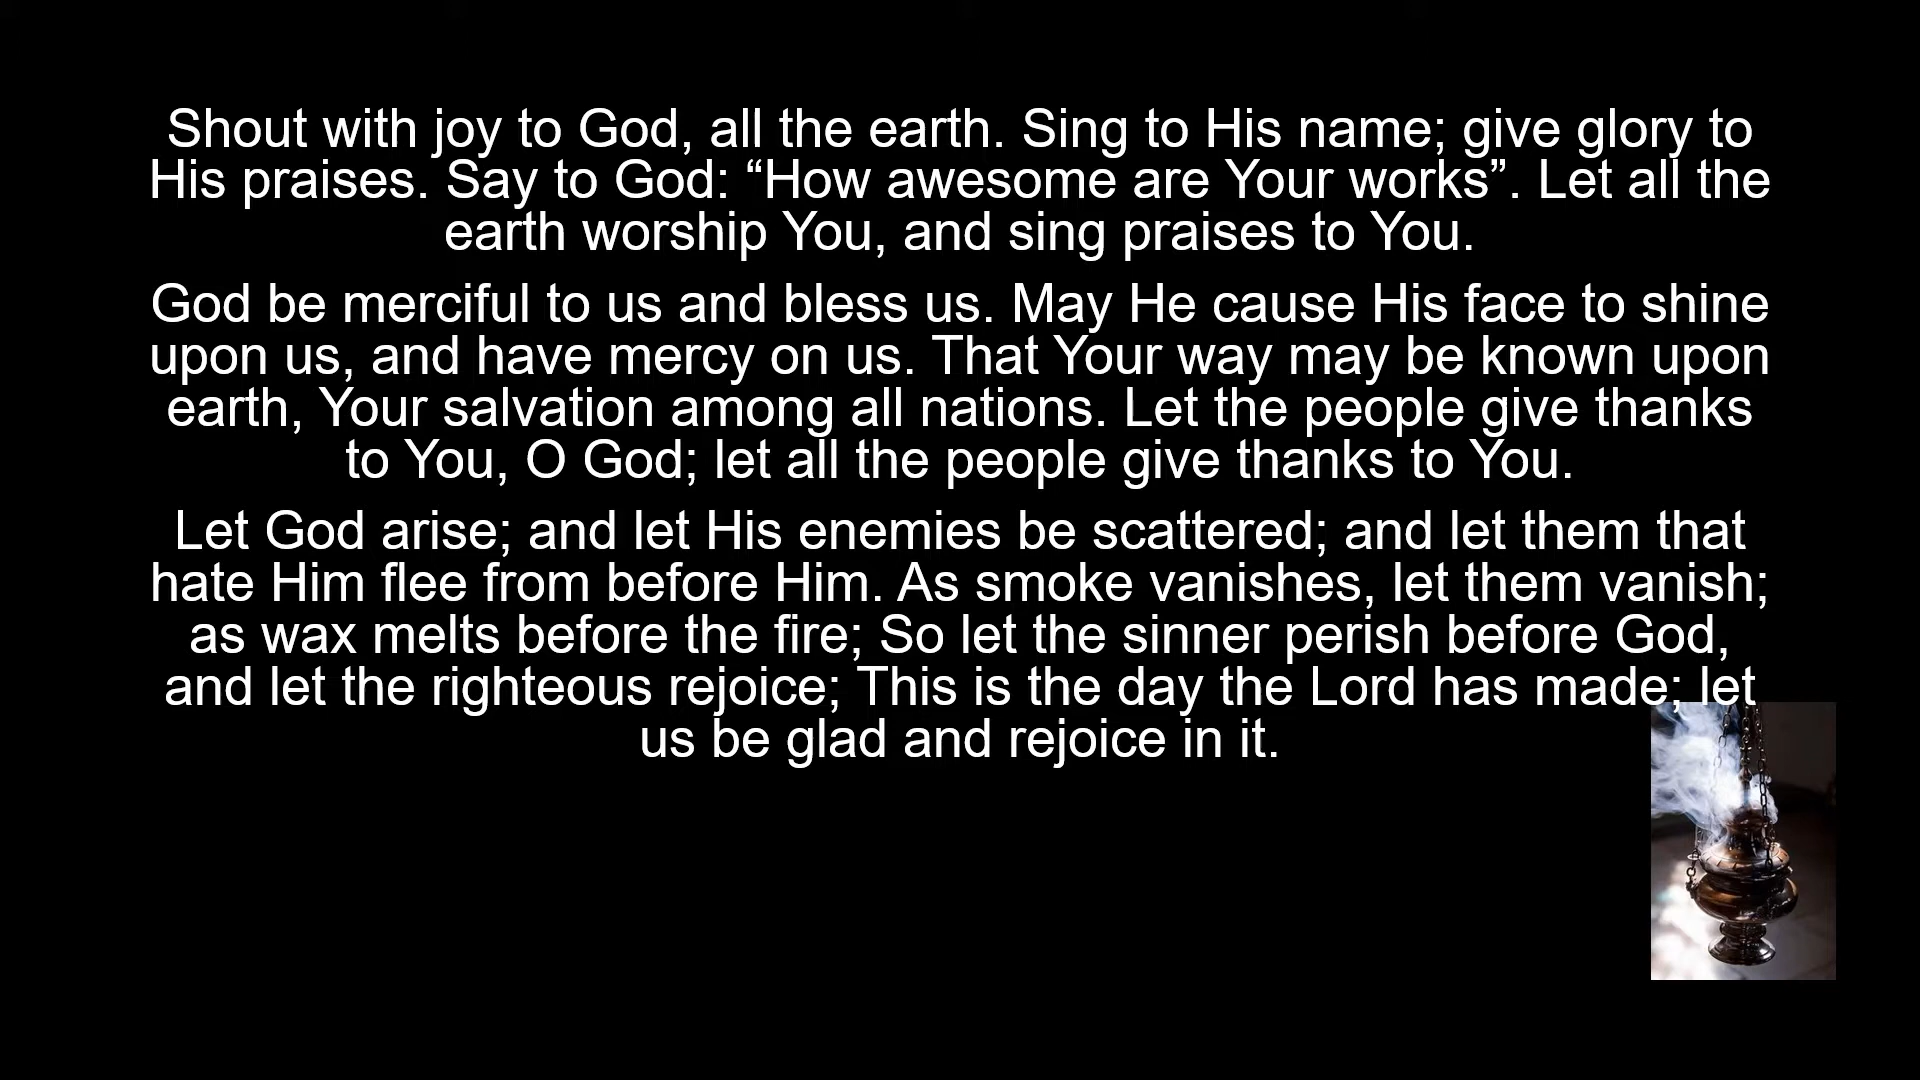 Shout with joy to God, all the earth. Sing to His name; give glory to
His praises. Say to God: “How awesome are Your works”. Let all the
earth worship You, and sing praises to You.
God be merciful to us and bless us. May He cause His face to shine
upon us, and have mercy on us. That Your way may be known upon
earth, Your salvation among all nations. Let the people give thanks
to You, O God; let all the people give thanks to You.
Let God arise; and let His enemies be scattered; and let them that
hate Him flee from before Him. As smoke vanishes, let them vanish;
as wax melts before the fire; So let the sinner perish before God,
and let the righteous rejoice; This is the day the Lord has made; let
us be glad and rejoice in it.